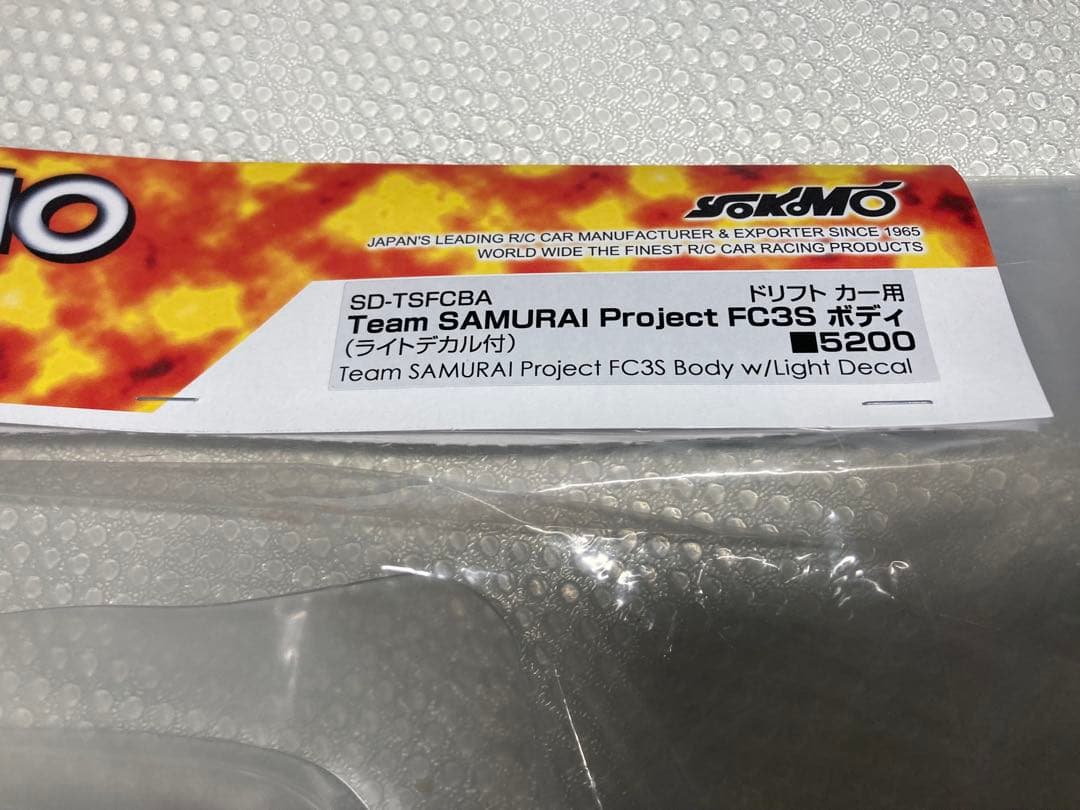 YOKOMO
JAPAN'S LEADING R/C CAR MANUFACTURER & EXPORTER SINCE 1965
WORLD WIDE THE FINEST R/C CAR RACING PRODUCTS
SD-TSFCBA ドリフト カー用
Team SAMURAI Project FC3S ボディ
(ライトデカル付) ■5200
Team SAMURAI Project FC3S Body w/Light Decal